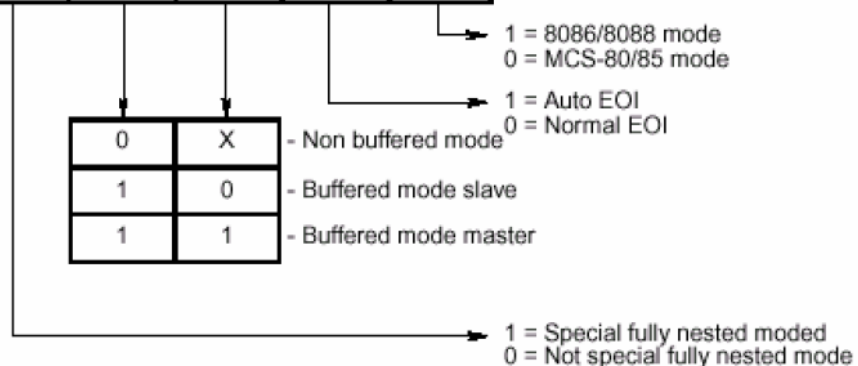 1 = 8086/8088 mode
0 = MCS-80/85 mode
1 = Auto EOI
0 = Normal EOI
0 X - Non buffered mode
1 0 - Buffered mode slave
1 1 - Buffered mode master
1 = Special fully nested moded
0 = Not special fully nested mode